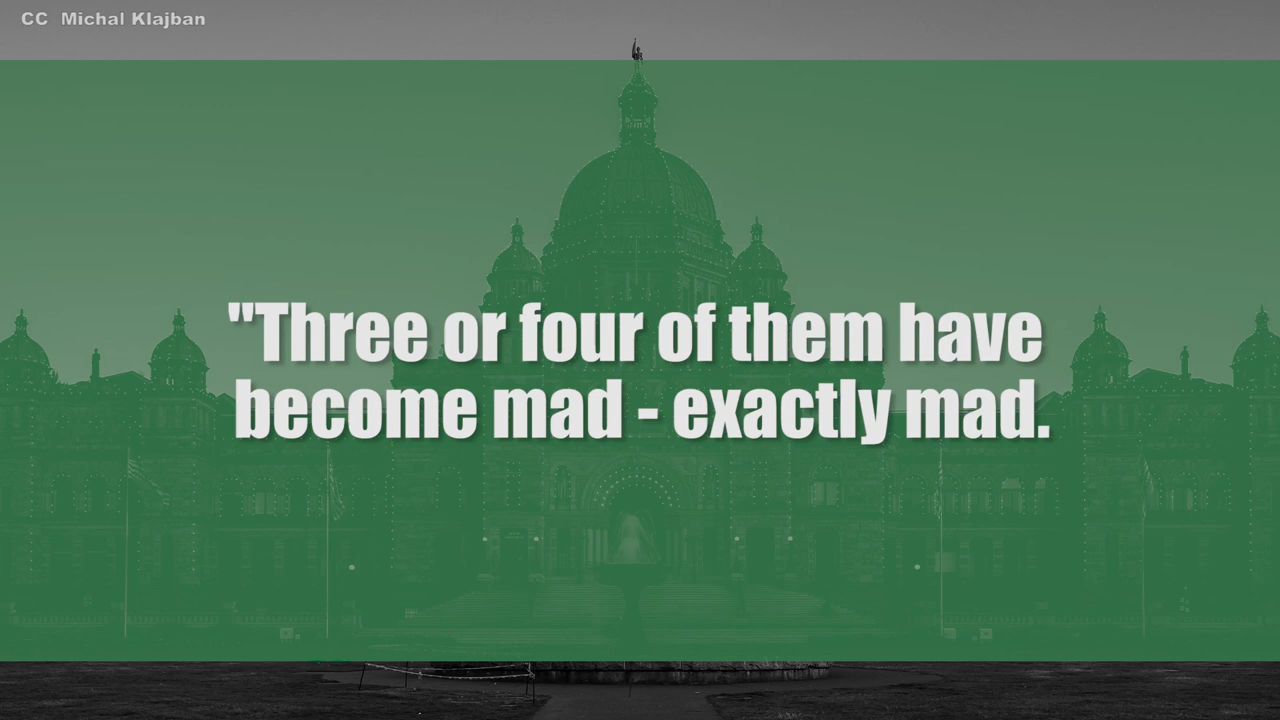 CC Michal Klajban
"Three or four of them have
become mad - exactly mad.